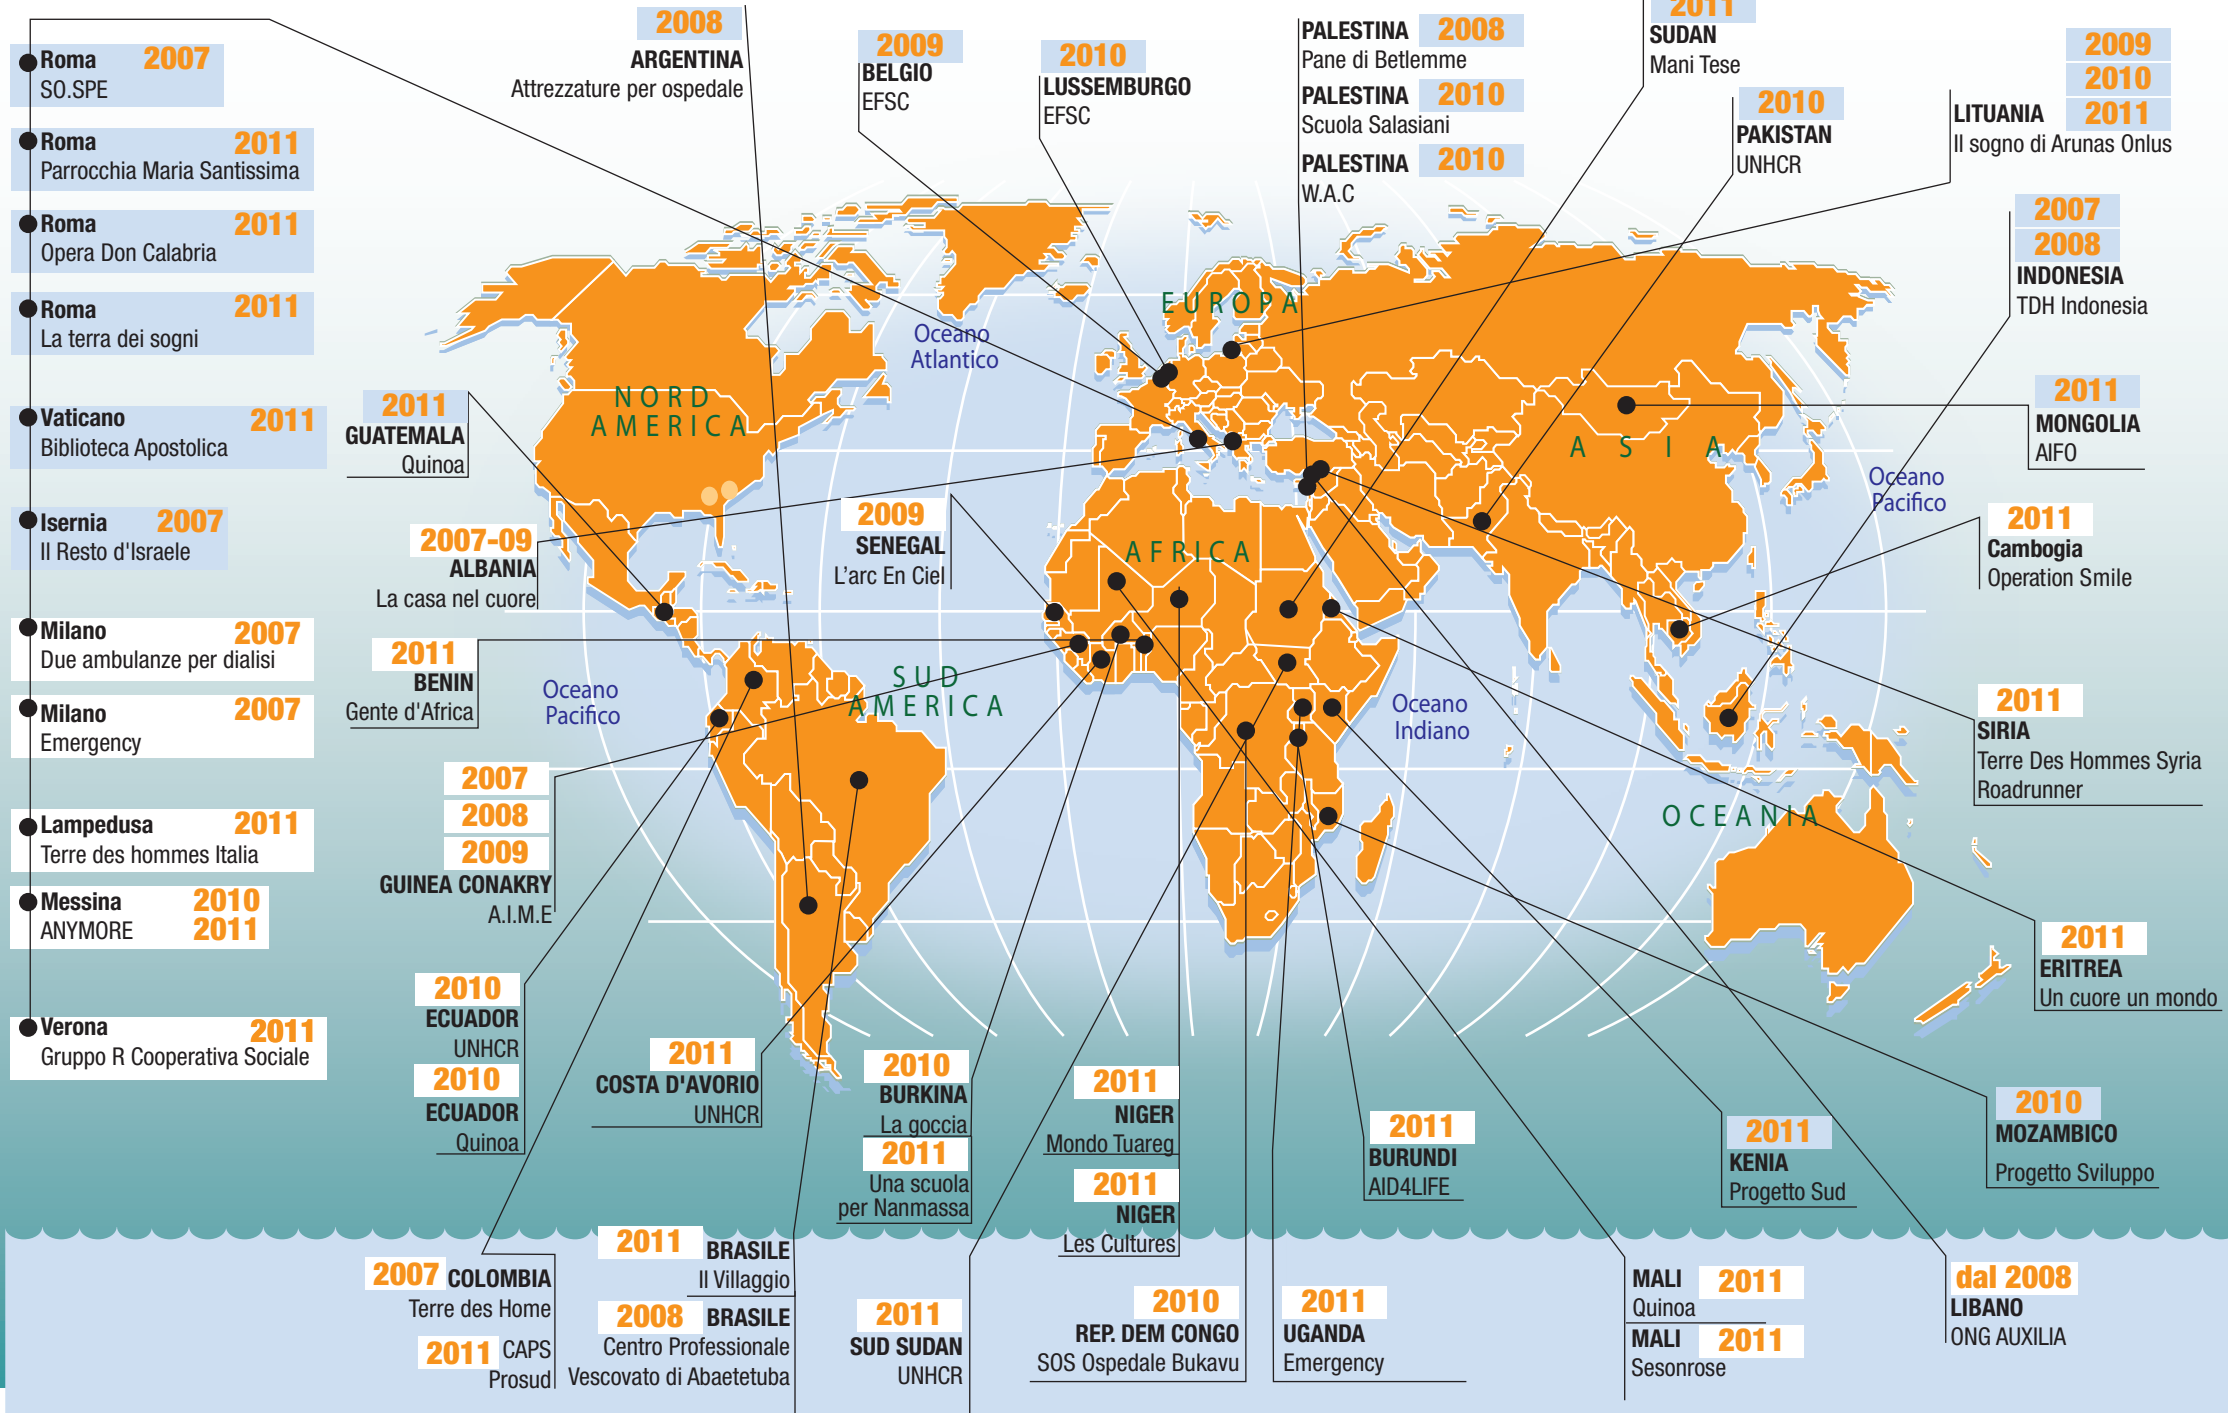 Roma 2007
SO.SPE
Roma 2011
Parrocchia Maria Santissima
Roma 2011
Opera Don Calabria
Roma 2011
La terra dei sogni
Vaticano 2011
Biblioteca Apostolica
Isernia 2007
Il Resto d'Israele
Milano 2007
Due ambulanze per dialisi
Milano 2007
Emergency
Lampedusa 2011
Terre des hommes Italia
Messina 2010
ANYMORE 2011
Verona 2011
Gruppo R Cooperativa Sociale
2008
ARGENTINA
Attrezzature per ospedale
2009
BELGIO
EFSC
2010
LUSSEMBURGO
EFSC
PALESTINA 2008
Pane di Betlemme
PALESTINA 2010
Scuola Salasiani
PALESTINA 2010
W.A.C
2011
SUDAN
Mani Tese
2010
PAKISTAN
UNHCR
2009
2010
LITUANIA 2011
Il sogno di Arunas Onlus
2007
2008
INDONESIA
TDH Indonesia
2011
MONGOLIA
AIFO
2011
Cambogia
Operation Smile
2011
SIRIA
Terre Des Hommes Syria
Roadrunner
2011
ERITREA
Un cuore un mondo
2010
MOZAMBICO
Progetto Sviluppo
2011
KENIA
Progetto Sud
dal 2008
LIBANO
ONG AUXILIA
MALI 2011
Quinoa
MALI 2011
Sesonrose
2011
BURUNDI
AID4LIFE
2011
UGANDA
Emergency
2010
REP. DEM CONGO
SOS Ospedale Bukavu
2011
NIGER
Mondo Tuareg
2011
NIGER
Les Cultures
2011
SUD SUDAN
UNHCR
2010
BURKINA
La goccia
2011
Una scuola
per Nanmassa
2011
COSTA D'AVORIO
UNHCR
2011 BRASILE
Il Villaggio
2008 BRASILE
Centro Professionale
Vescovato di Abaetetuba
2007 COLOMBIA
Terre des Home
2011 CAPS
Prosud
2010
ECUADOR
UNHCR
2010
ECUADOR
Quinoa
2007
2008
2009
GUINEA CONAKRY
A.I.M.E
2011
BENIN
Gente d'Africa
2007-09
ALBANIA
La casa nel cuore
2011
GUATEMALA
Quinoa
2009
SENEGAL
L'arc En Ciel
NORD
AMERICA
Oceano
Atlantico
EUROPA
ASIA
Oceano
Pacifico
AFRICA
SUD
AMERICA
Oceano
Pacifico
Oceano
Indiano
OCEANIA